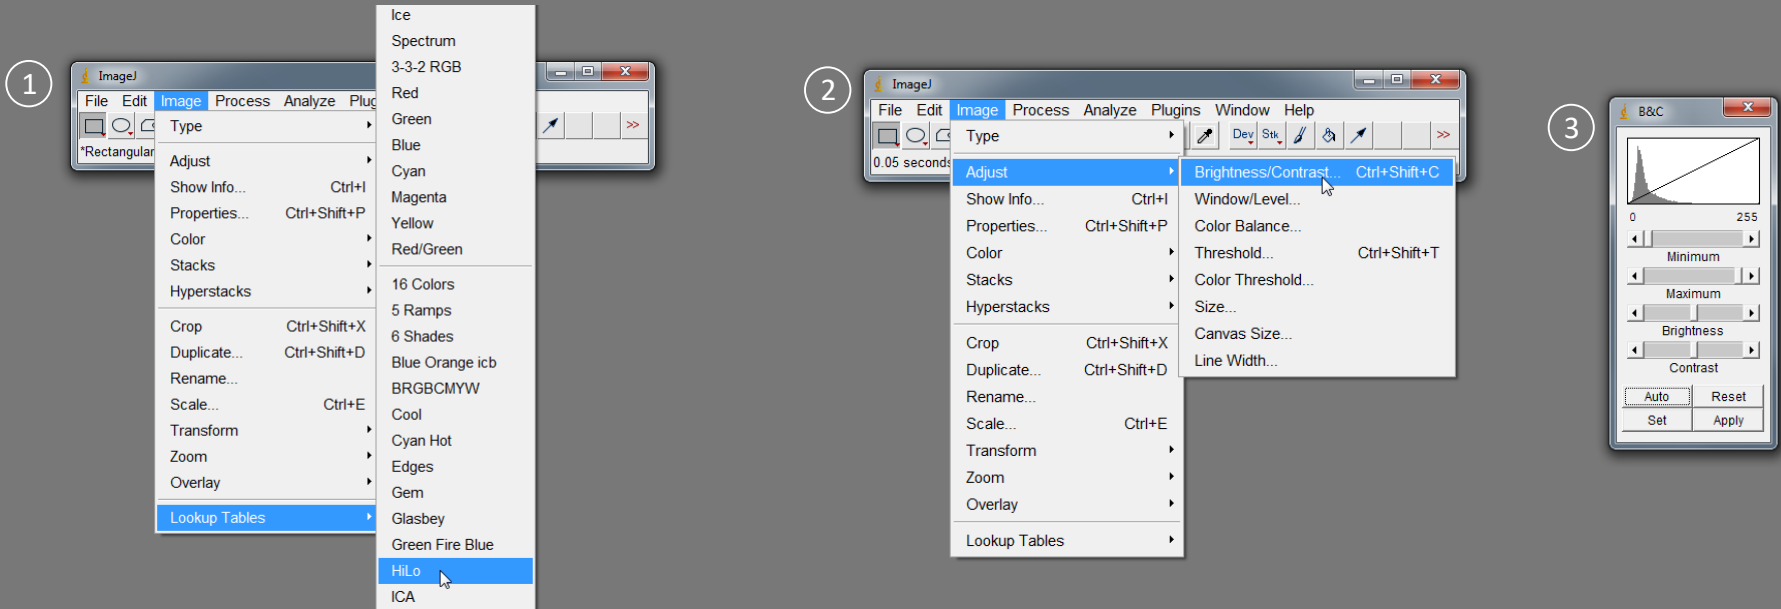 1
ImageJ
File Edit Image Process Analyze Plug
>>
*Rectangular
Type
Adjust
Show Info... Ctrl+I
Properties... Ctrl+Shift+P
Color
Stacks
Hyperstacks
Crop Ctrl+Shift+X
Duplicate... Ctrl+Shift+D
Rename...
Scale... Ctrl+E
Transform
Zoom
Overlay
Lookup Tables
Ice
Spectrum
3-3-2 RGB
Red
Green
Blue
Cyan
Magenta
Yellow
Red/Green
16 Colors
5 Ramps
6 Shades
Blue Orange icb
BRGBCMYW
Cool
Cyan Hot
Edges
Gem
Glasbey
Green Fire Blue
HiLo
ICA
2
ImageJ
File Edit Image Process Analyze Plugins Window Help
Dev Stk >>
0.05 seconds
Type
Adjust
Show Info... Ctrl+I
Properties... Ctrl+Shift+P
Color
Stacks
Hyperstacks
Crop Ctrl+Shift+X
Duplicate... Ctrl+Shift+D
Rename...
Scale... Ctrl+E
Transform
Zoom
Overlay
Lookup Tables
Brightness/Contrast... Ctrl+Shift+C
Window/Level...
Color Balance...
Threshold... Ctrl+Shift+T
Color Threshold...
Size...
Canvas Size...
Line Width...
3
B&C
0 255
Minimum
Maximum
Brightness
Contrast
Auto Reset
Set Apply